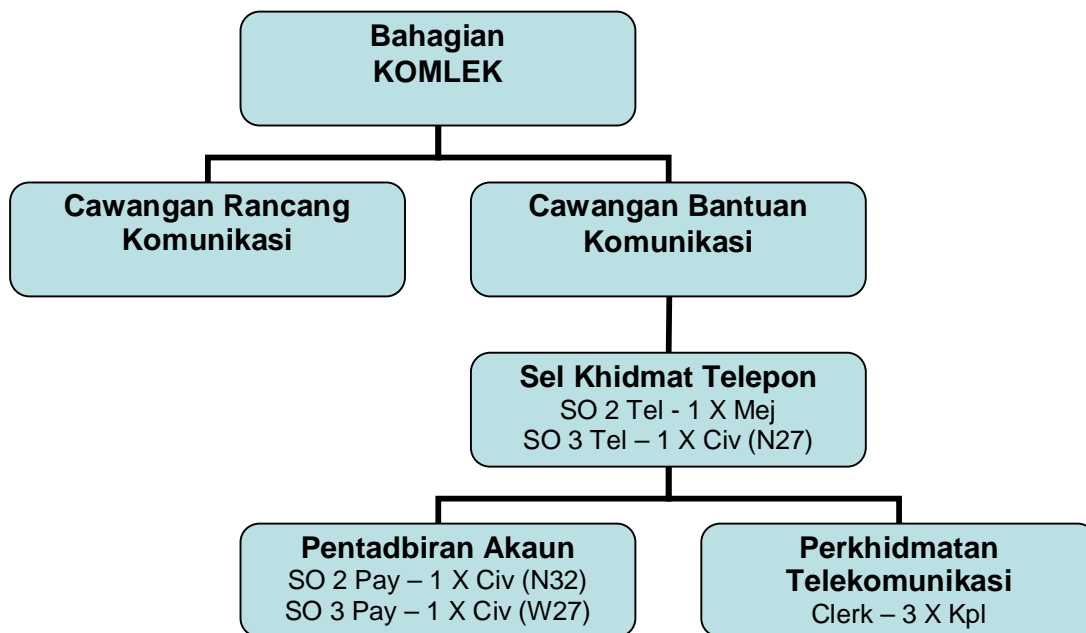 Bahagian
KOMLEK
Cawangan Rancang
Komunikasi
Cawangan Bantuan
Komunikasi
Sel Khidmat Telepon
SO 2 Tel - 1 X Mej
SO 3 Tel – 1 X Civ (N27)
Pentadbiran Akaun
SO 2 Pay – 1 X Civ (N32)
SO 3 Pay – 1 X Civ (W27)
Perkhidmatan
Telekomunikasi
Clerk – 3 X Kpl